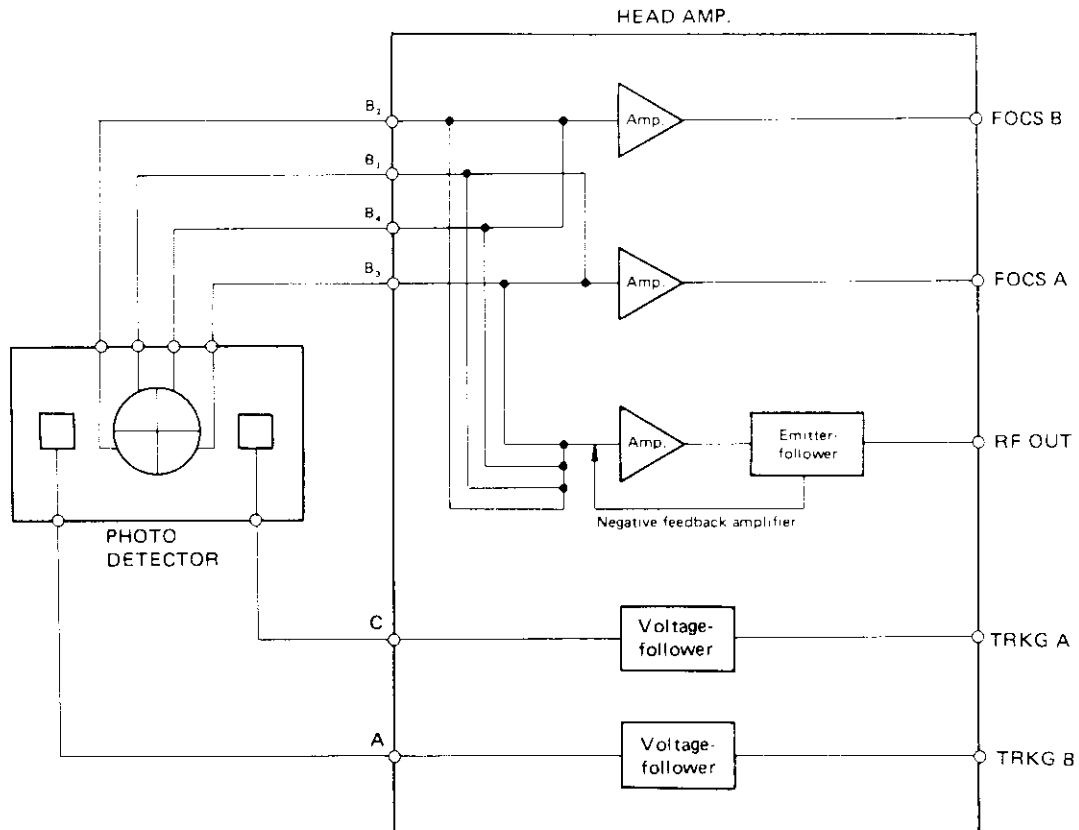 HEAD AMP.
B₂
Amp.
FOCS B
B₁
B₄
B₃
Amp.
FOCS A
Amp.
Emitter-
follower
RF OUT
Negative feedback amplifier
PHOTO
DETECTOR
C
Voltage-
follower
TRKG A
A
Voltage-
follower
TRKG B